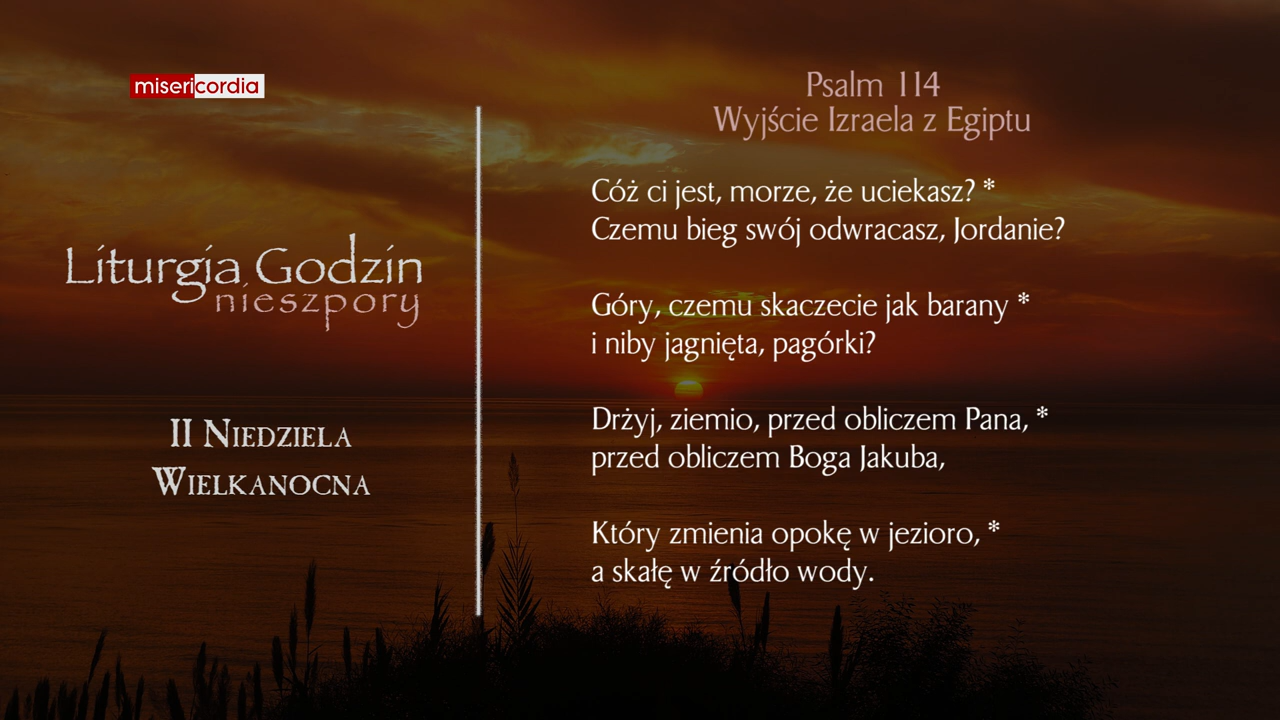 misericordia
Liturgia Godzin
nieszpory
II Niedziela
Wielkanocna
Psalm 114
Wyjście Izraela z Egiptu
Cóż ci jest, morze, że uciekasz? *
Czemu bieg swój odwracasz, Jordanie?
Góry, czemu skaczecie jak barany *
i niby jagnięta, pagórki?
Drżyj, ziemio, przed obliczem Pana, *
przed obliczem Boga Jakuba,
Który zmienia opokę w jezioro, *
a skałę w źródło wody.